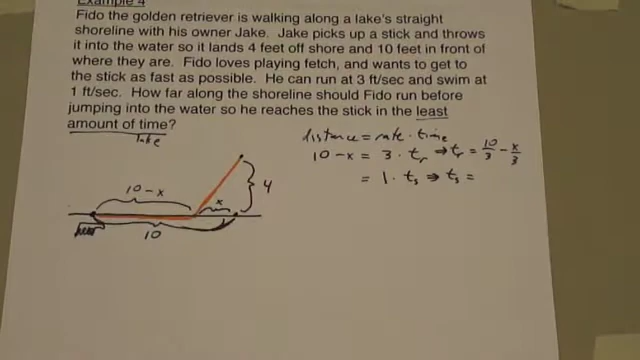 Example 4
Fido the golden retriever is walking along a lake's straight
shoreline with his owner Jake. Jake picks up a stick and throws
it into the water so it lands 4 feet off shore and 10 feet in front of
where they are. Fido loves playing fetch, and wants to get to
the stick as fast as possible. He can run at 3 ft/sec and swim at
1 ft/sec. How far along the shoreline should Fido run before
jumping into the water so he reaches the stick in the least
amount of time?
lake
distance = rate · time
10 - x = 3 · tᵣ ⇒ tᵣ = 10/3 - x/3
= 1 · tₛ ⇒ tₛ =
10 - x
x
4
10